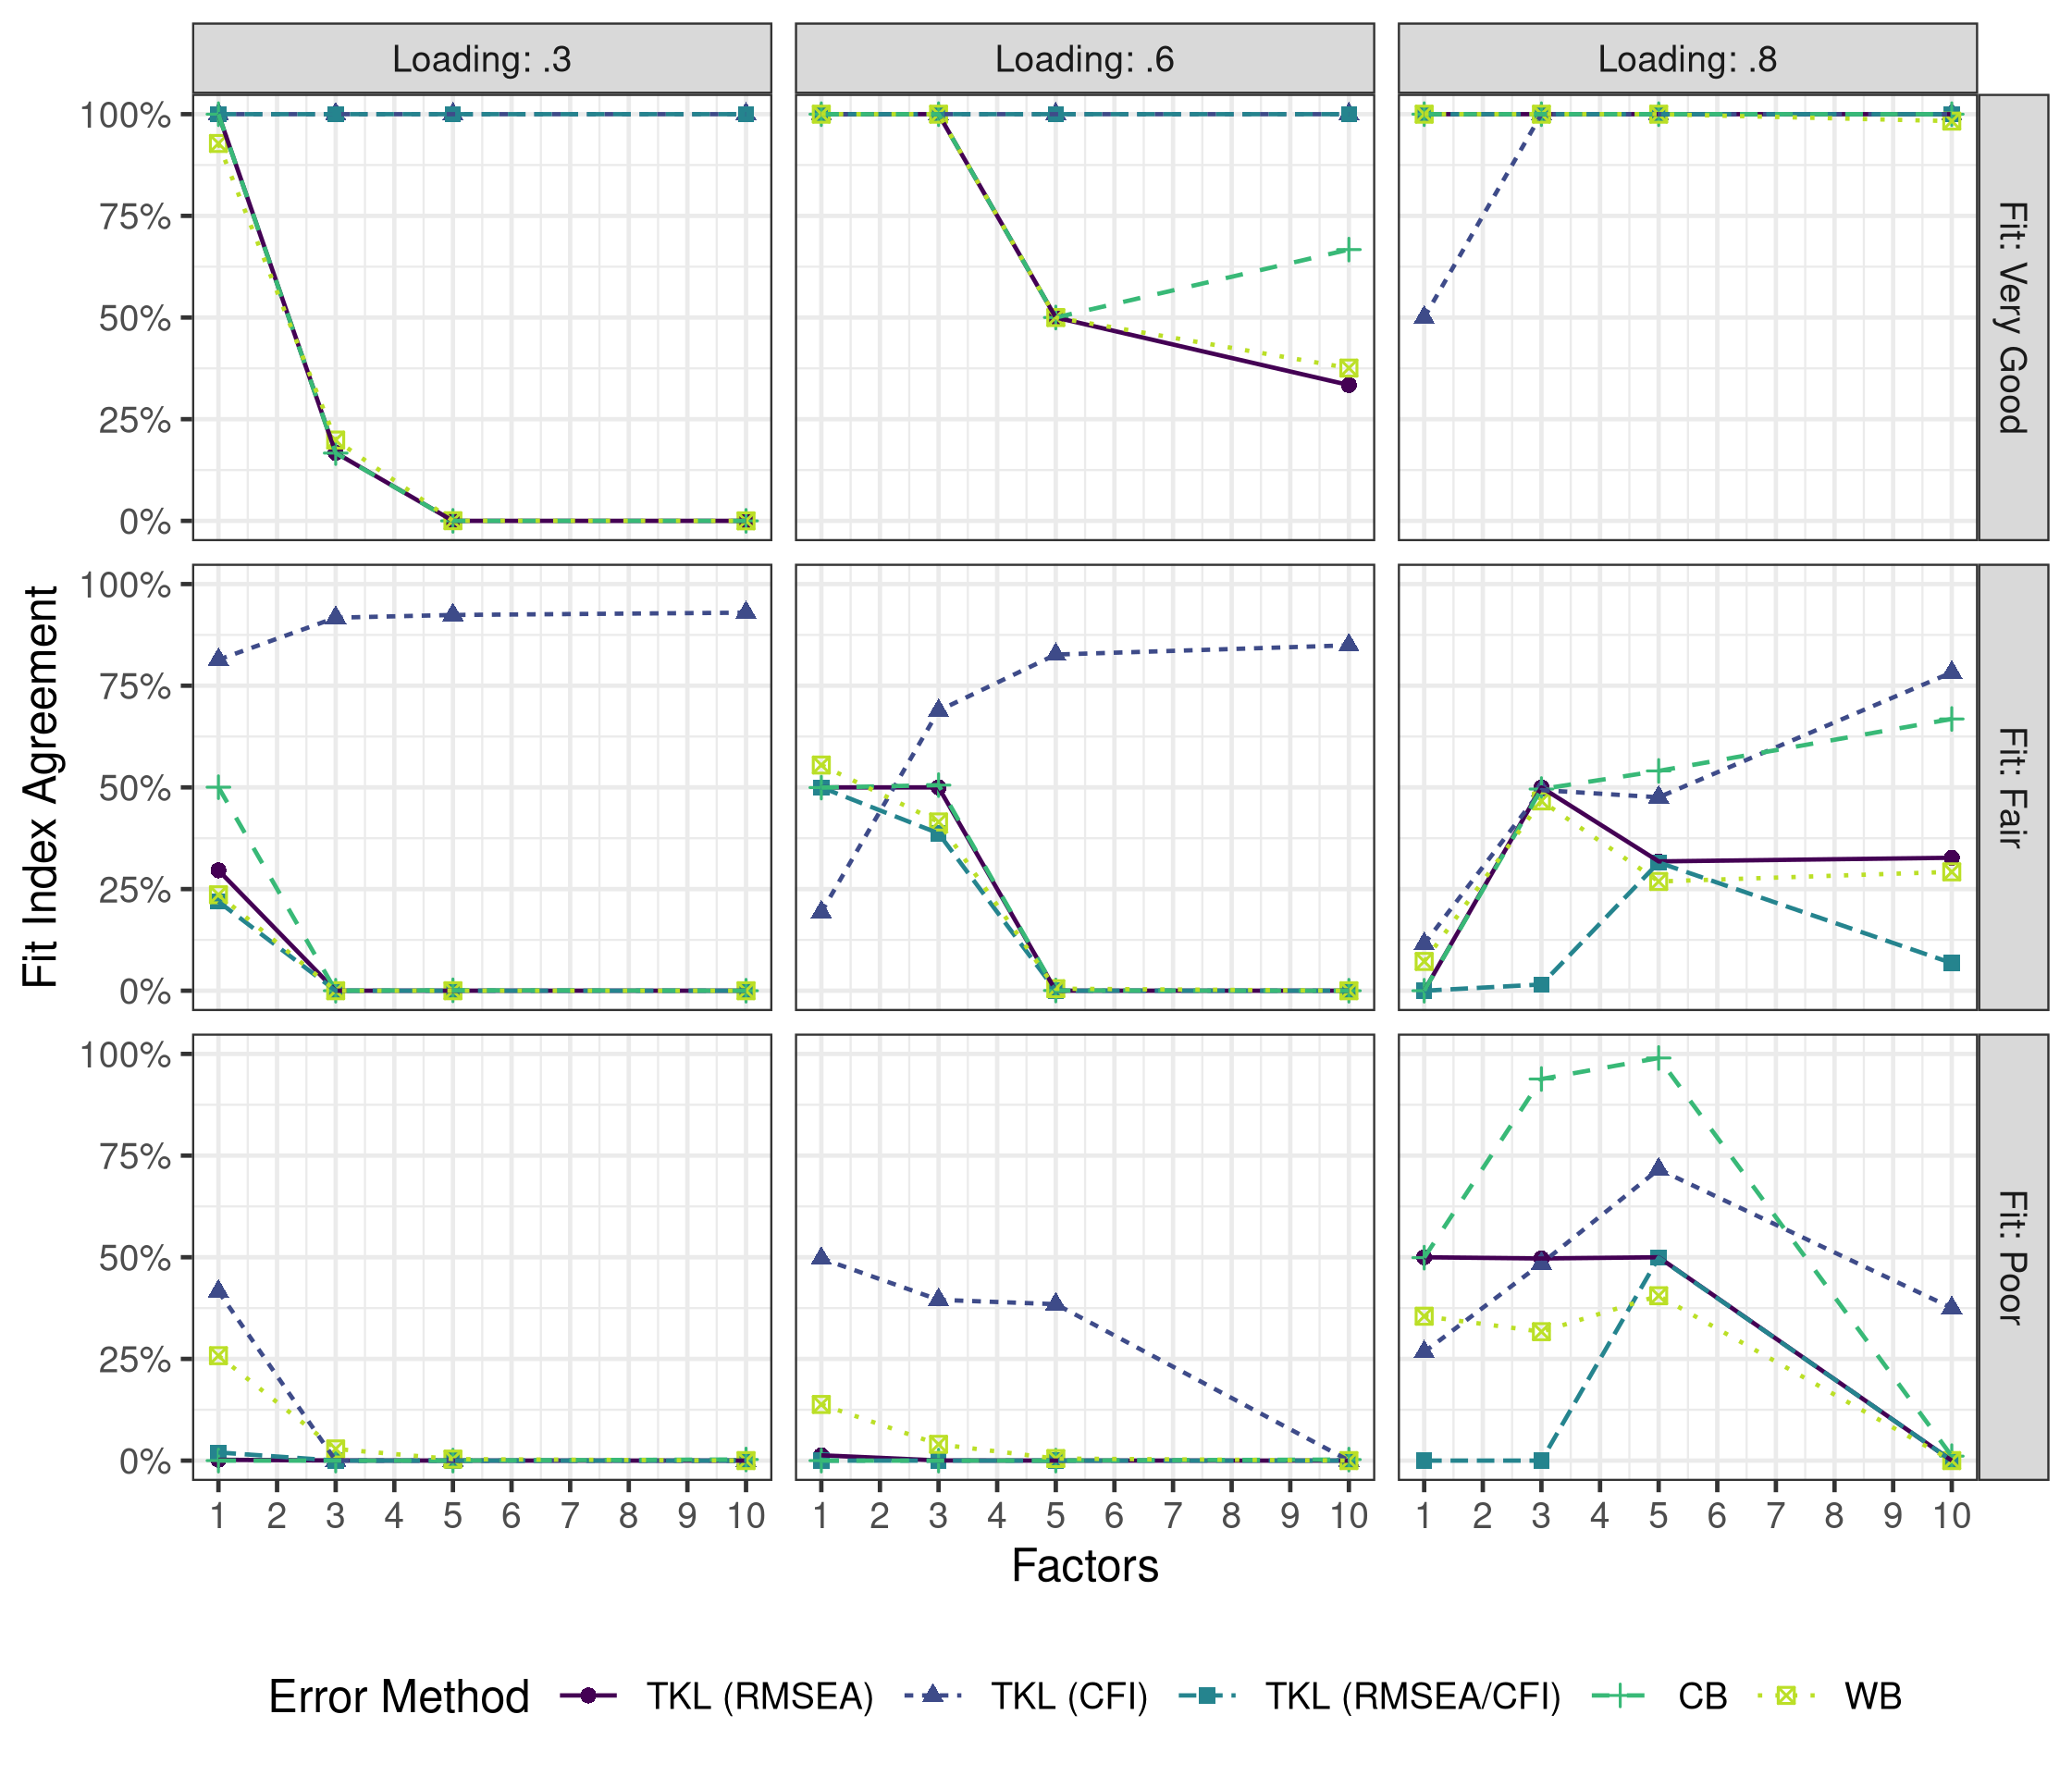 Loading: .3 Loading: .6 Loading: .8
100%
75%
50%
25%
0%
Fit: Very Good
100%
75%
50%
25%
0%
Fit: Fair
100%
75%
50%
25%
0%
Fit: Poor
Fit Index Agreement
1 2 3 4 5 6 7 8 9 10 1 2 3 4 5 6 7 8 9 10 1 2 3 4 5 6 7 8 9 10
Factors
Error Method TKL (RMSEA) TKL (CFI) TKL (RMSEA/CFI) CB WB